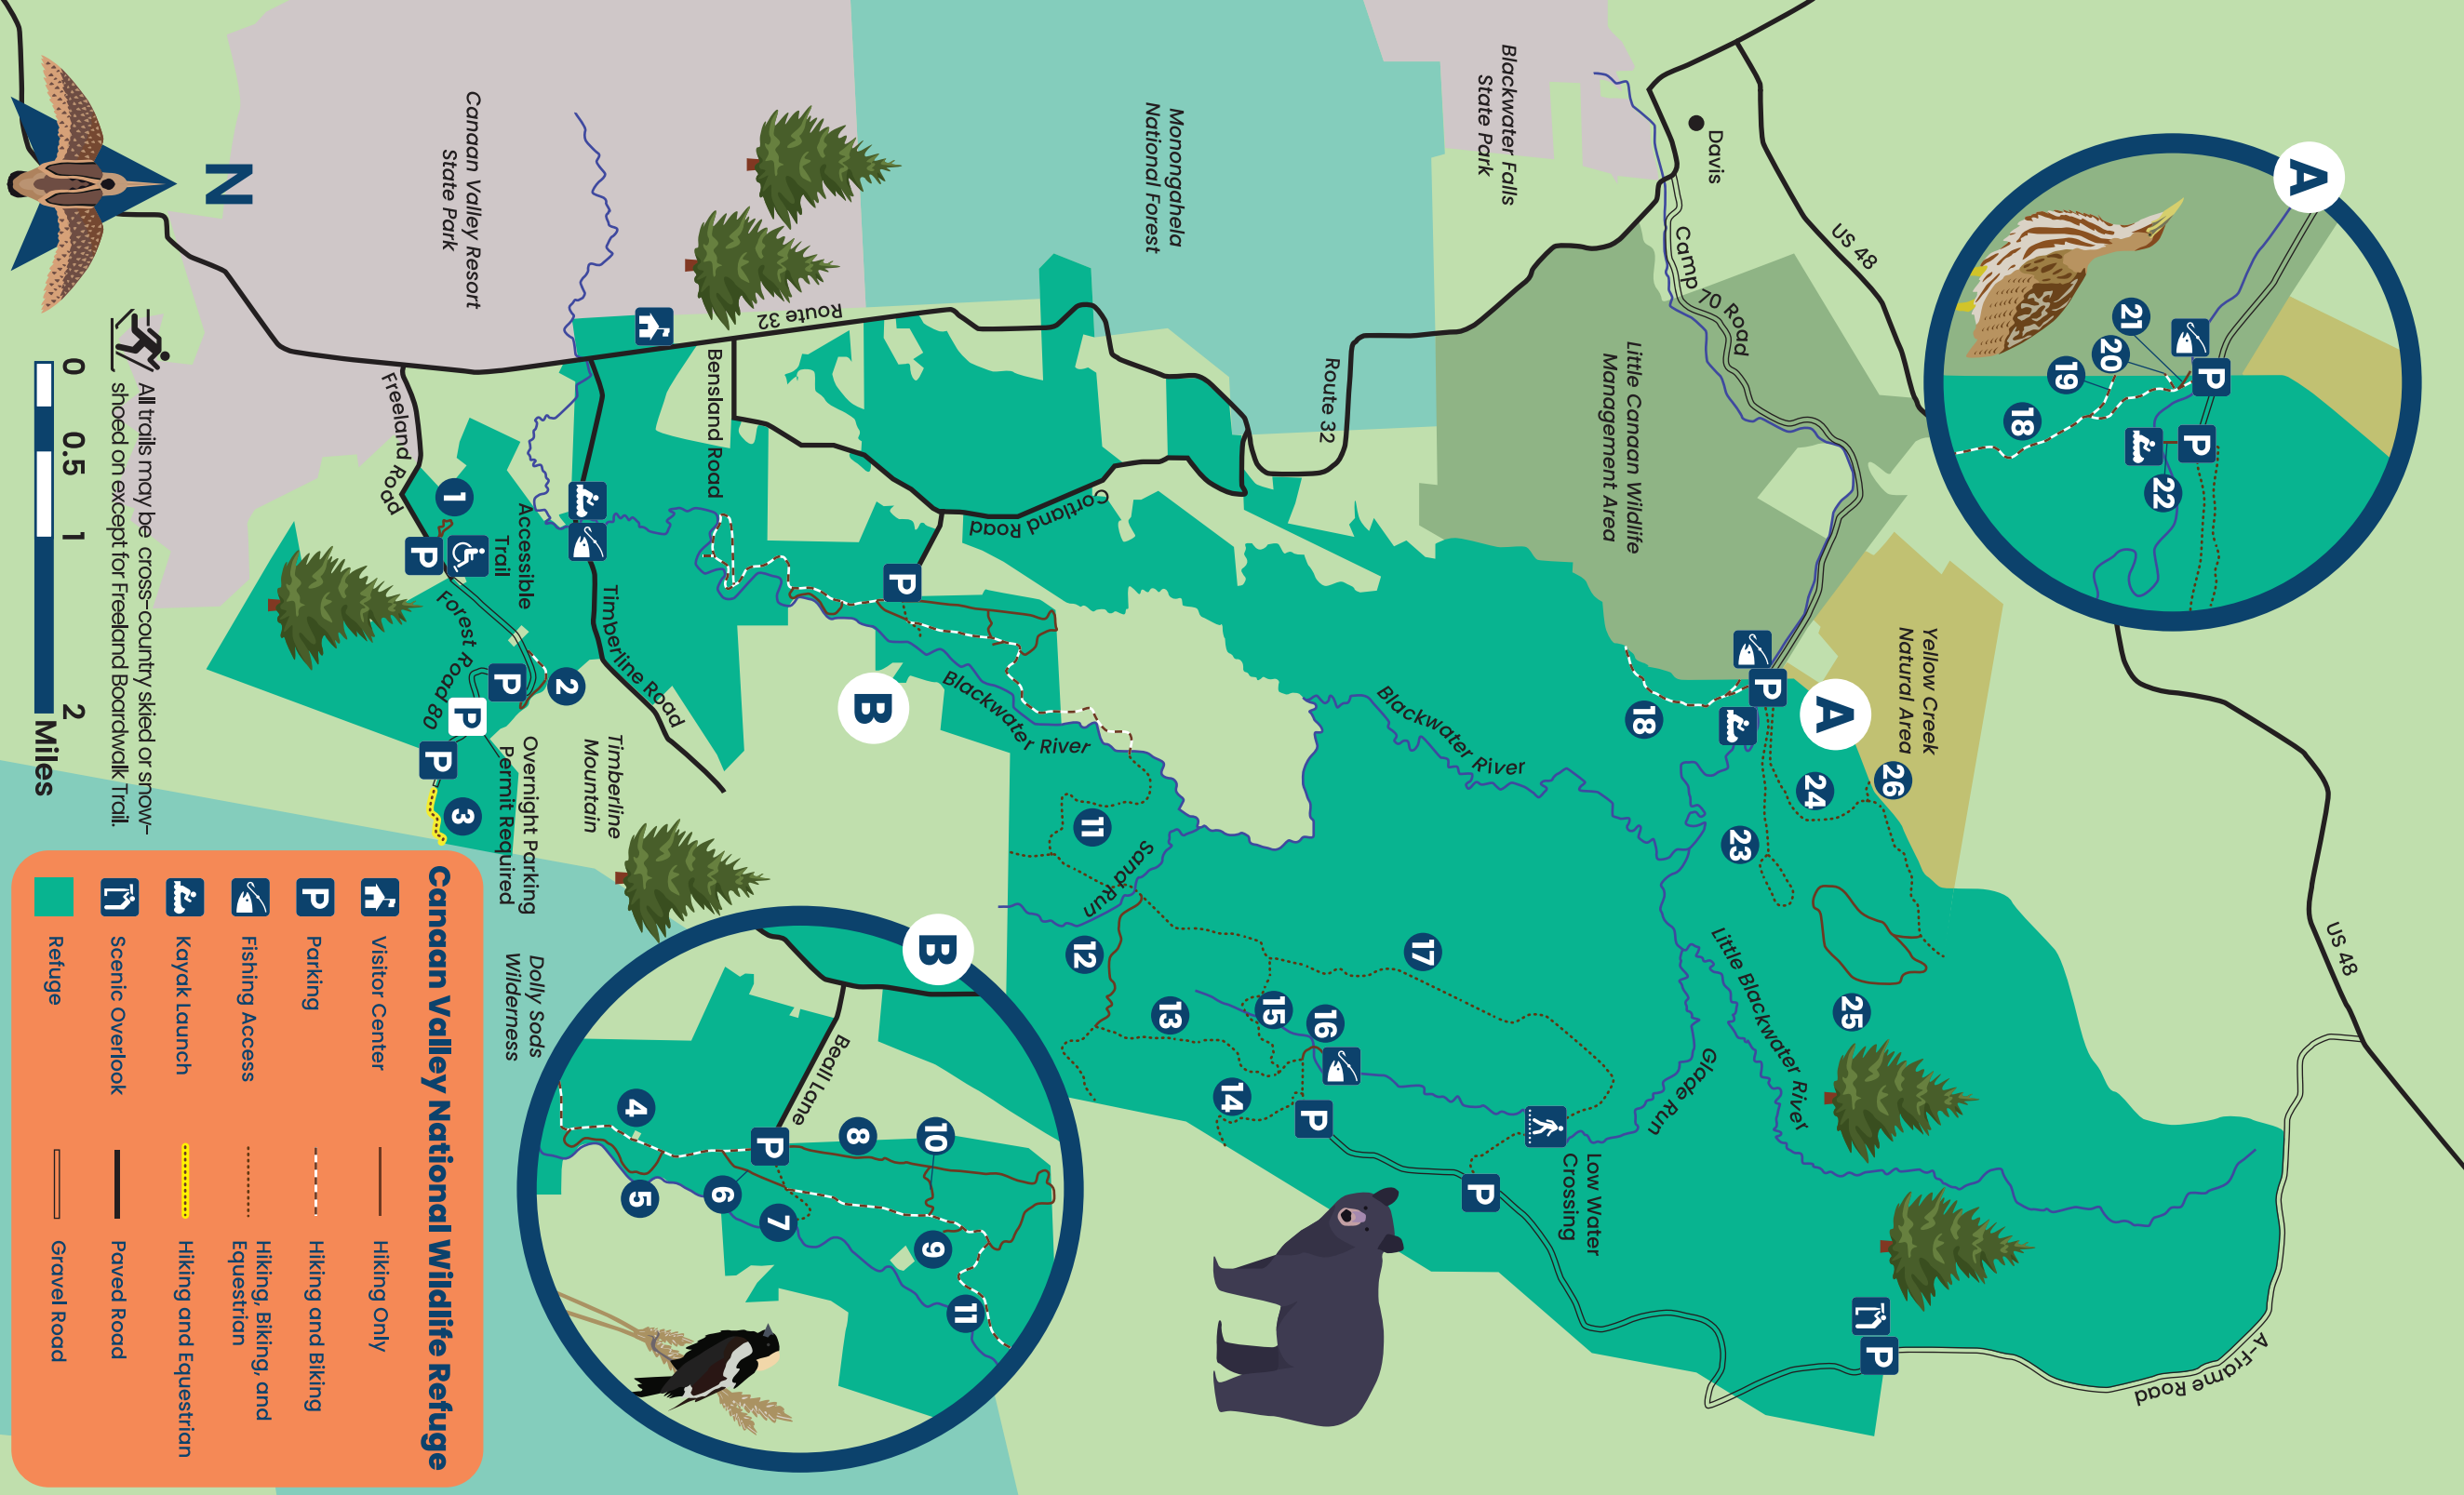 A
US 48
Davis
Camp 70 Road
21
20
19
18
P
P
22
Blackwater Falls
State Park
Monongahela
National Forest
Canaan Valley Resort
State Park
N
Route 32
Route 32
Little Canaan Wildlife
Management Area
Yellow Creek
Natural Area
US 48
A
P
18
24
26
23
25
Bensland Road
Cortland Road
Freeland Road
1
Accessible
Trail
P
Forest Road 80
P
2
P
P
3
Timberline Road
Overnight Parking
Permit Required
Timberline
Mountain
P
B
Blackwater River
Blackwater River
11
Sand Run
12
13
14
15
16
17
P
P
Little Blackwater River
Glade Run
Low Water
Crossing
P
A-Frame Road
Dolly Sods
Wilderness
B
Beall Lane
P
4
5
6
7
8
10
9
11
All trails may be cross-country skied or snow-
shoed on except for Freeland Boardwalk Trail.
0 0.5 1 2
Miles
Canaan Valley National Wildlife Refuge
Visitor Center
P Parking
Fishing Access
Kayak Launch
Scenic Overlook
Refuge
Hiking Only
Hiking and Biking
Hiking, Biking, and
Equestrian
Hiking and Equestrian
Paved Road
Gravel Road